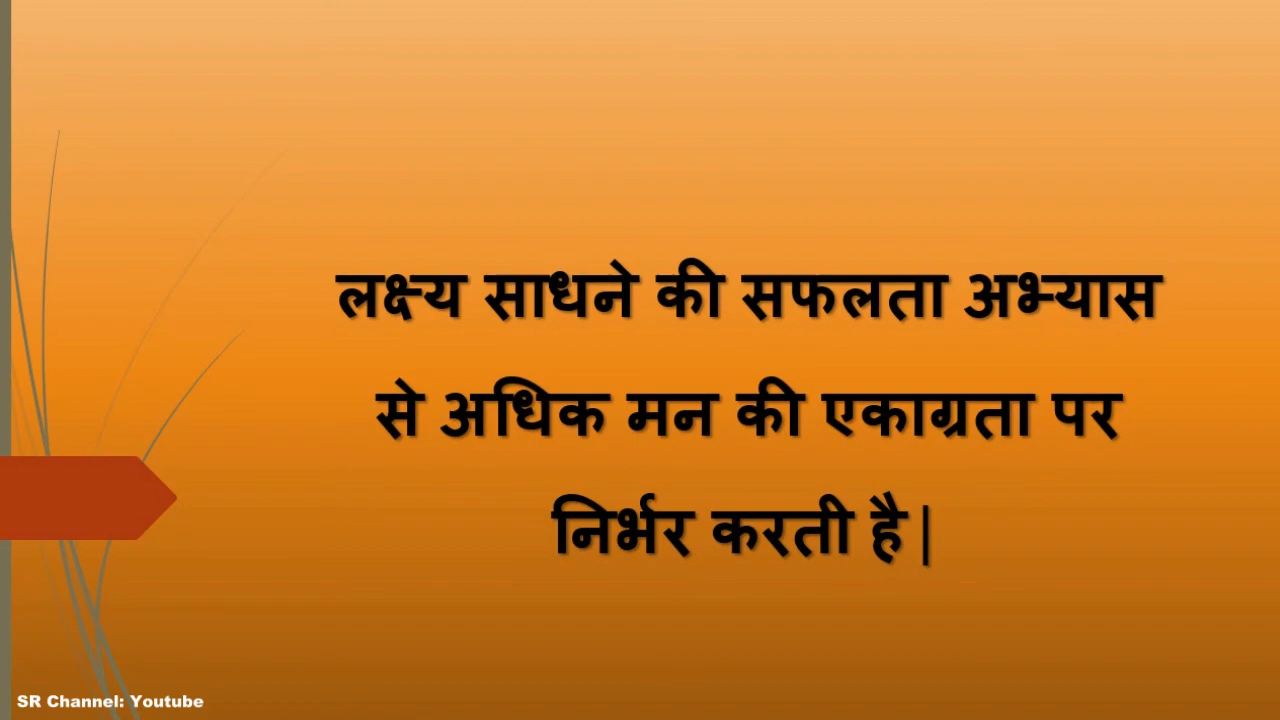 लक्ष्य साधने की सफलता अभ्यास
से अधिक मन की एकाग्रता पर
निर्भर करती है|
SR Channel: Youtube